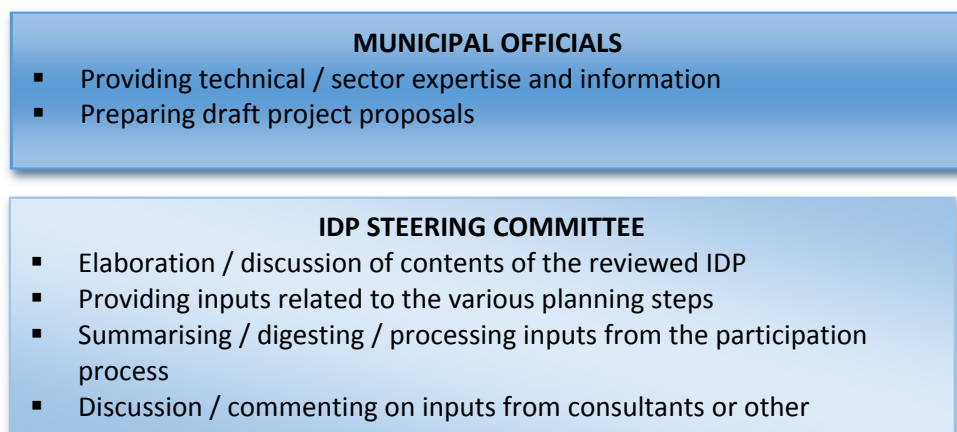 MUNICIPAL OFFICIALS
▪ Providing technical / sector expertise and information
▪ Preparing draft project proposals
IDP STEERING COMMITTEE
▪ Elaboration / discussion of contents of the reviewed IDP
▪ Providing inputs related to the various planning steps
▪ Summarising / digesting / processing inputs from the participation
process
▪ Discussion / commenting on inputs from consultants or other